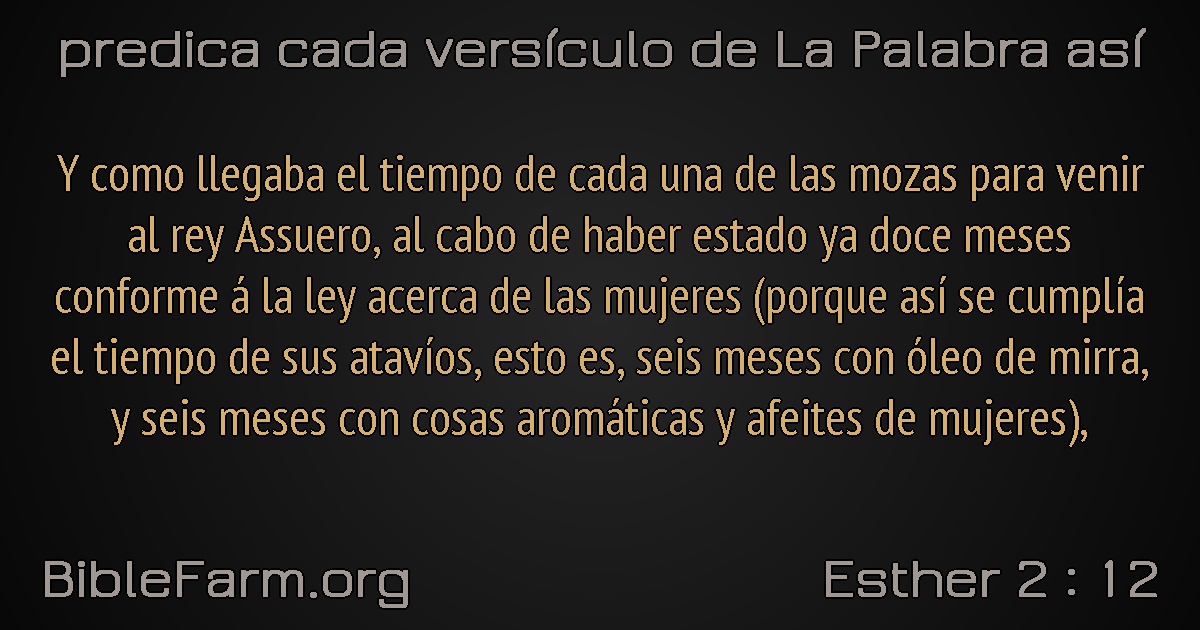 predica cada versículo de La Palabra así
Y como llegaba el tiempo de cada una de las mozas para venir
al rey Assuero, al cabo de haber estado ya doce meses
conforme á la ley acerca de las mujeres (porque así se cumplía
el tiempo de sus atavíos, esto es, seis meses con óleo de mirra,
y seis meses con cosas aromáticas y afeites de mujeres),
BibleFarm.org
Esther 2 : 12